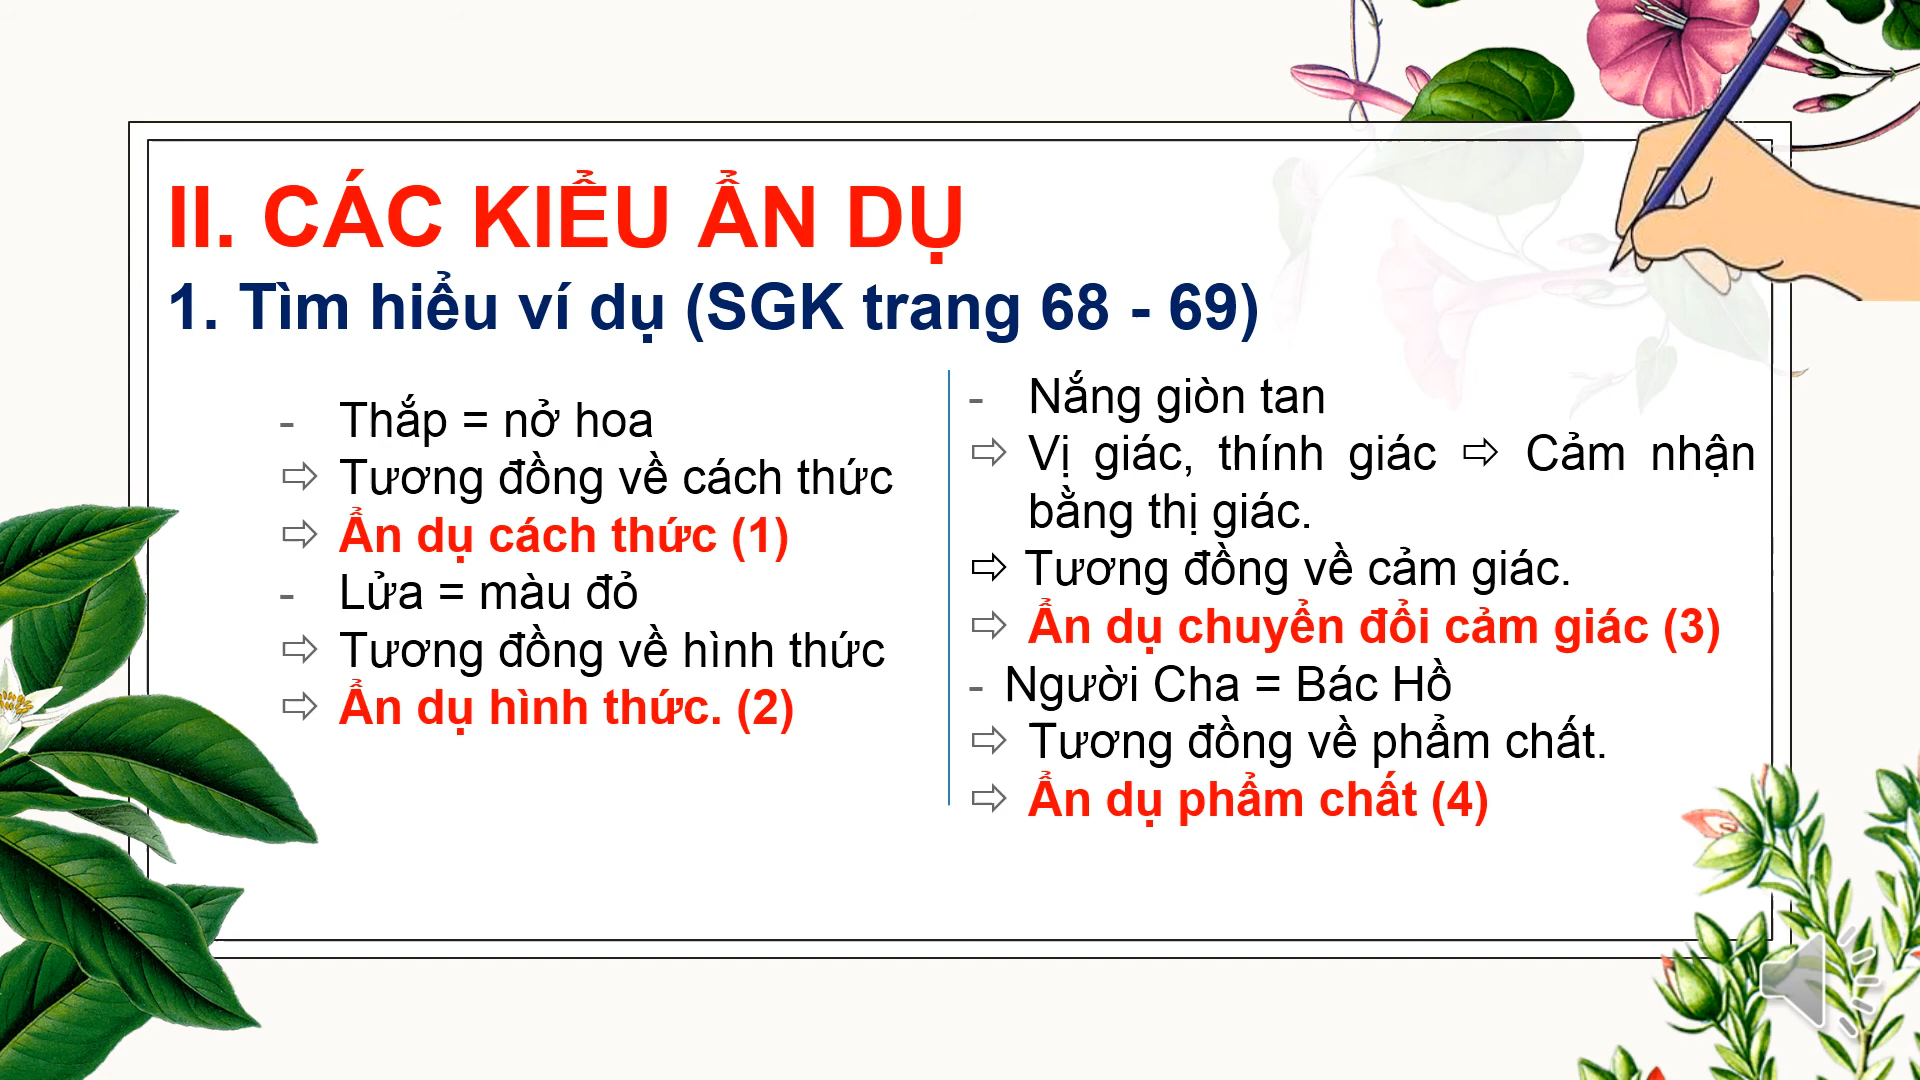 II. CÁC KIỂU ẨN DỤ
1. Tìm hiểu ví dụ (SGK trang 68 - 69)
- Thắp = nở hoa
⇨ Tương đồng về cách thức
⇨ Ẩn dụ cách thức (1)
- Lửa = màu đỏ
⇨ Tương đồng về hình thức
⇨ Ẩn dụ hình thức. (2)
- Nắng giòn tan
⇨ Vị giác, thính giác ⇨ Cảm nhận
bằng thị giác.
⇨ Tương đồng về cảm giác.
⇨ Ẩn dụ chuyển đổi cảm giác (3)
- Người Cha = Bác Hồ
⇨ Tương đồng về phẩm chất.
⇨ Ẩn dụ phẩm chất (4)